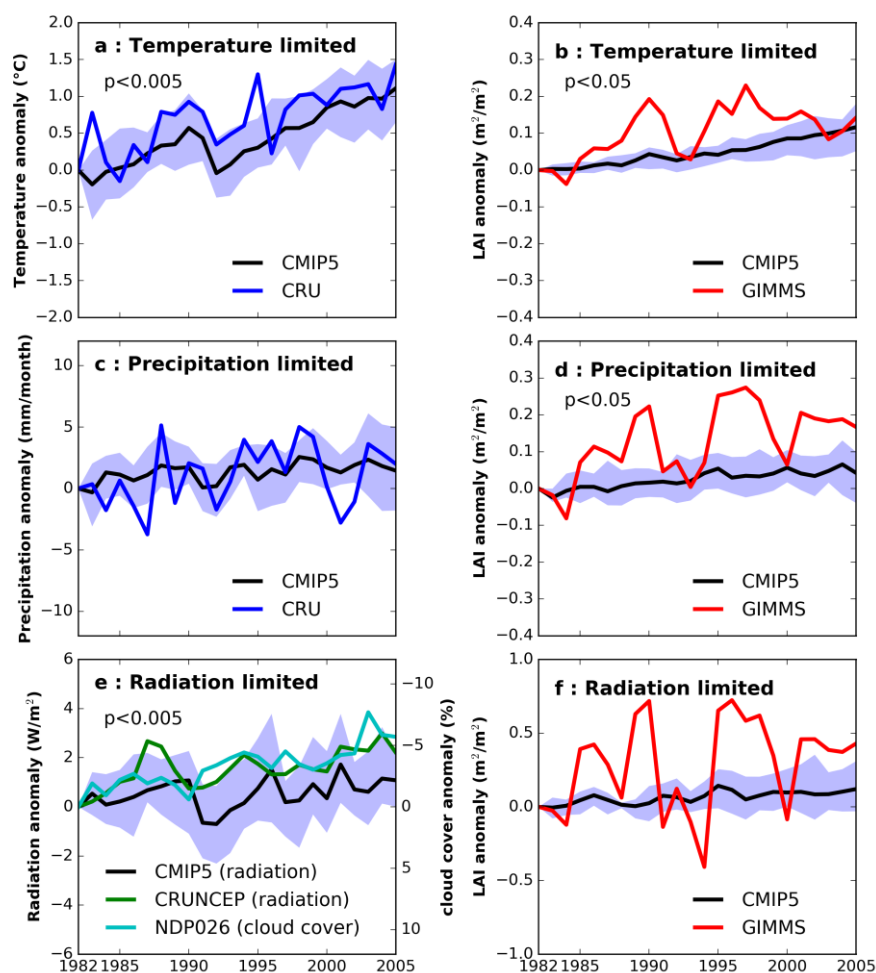 a : Temperature limited
p<0.005
Temperature anomaly (°C)
2.0
1.5
1.0
0.5
0.0
−0.5
−1.0
−1.5
−2.0
CMIP5
CRU
b : Temperature limited
p<0.05
LAI anomaly (m²/m²)
0.4
0.3
0.2
0.1
0.0
−0.1
−0.2
−0.3
−0.4
CMIP5
GIMMS
c : Precipitation limited
Precipitation anomaly (mm/month)
10
5
0
−5
−10
CMIP5
CRU
d : Precipitation limited
p<0.05
LAI anomaly (m²/m²)
0.4
0.3
0.2
0.1
0.0
−0.1
−0.2
−0.3
−0.4
CMIP5
GIMMS
e : Radiation limited
p<0.005
Radiation anomaly (W/m²)
6
4
2
0
−2
−4
−6
−10
−5
0
5
10
cloud cover anomaly (%)
CMIP5 (radiation)
CRUNCEP (radiation)
NDP026 (cloud cover)
1982 1985 1990 1995 2000 2005
f : Radiation limited
LAI anomaly (m²/m²)
1.0
0.5
0.0
−0.5
−1.0
CMIP5
GIMMS
1982 1985 1990 1995 2000 2005